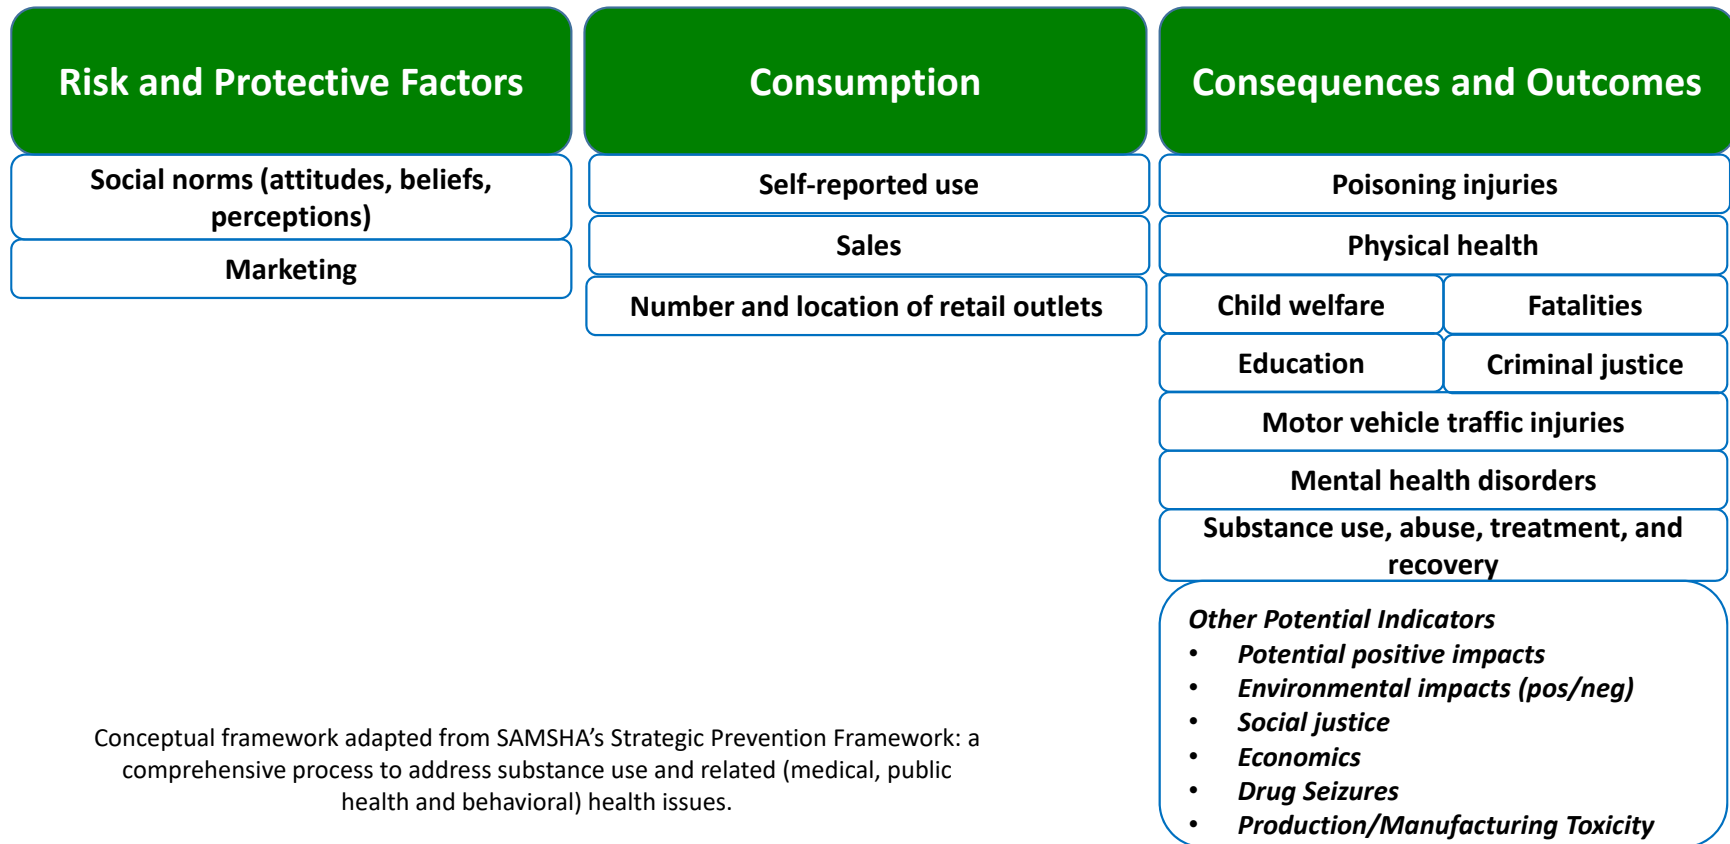 Risk and Protective Factors
Social norms (attitudes, beliefs,
perceptions)
Marketing
Consumption
Self-reported use
Sales
Number and location of retail outlets
Consequences and Outcomes
Poisoning injuries
Physical health
Child welfare
Fatalities
Education
Criminal justice
Motor vehicle traffic injuries
Mental health disorders
Substance use, abuse, treatment, and
recovery
Other Potential Indicators
• Potential positive impacts
• Environmental impacts (pos/neg)
• Social justice
• Economics
• Drug Seizures
• Production/Manufacturing Toxicity
Conceptual framework adapted from SAMSHA’s Strategic Prevention Framework: a
comprehensive process to address substance use and related (medical, public
health and behavioral) health issues.